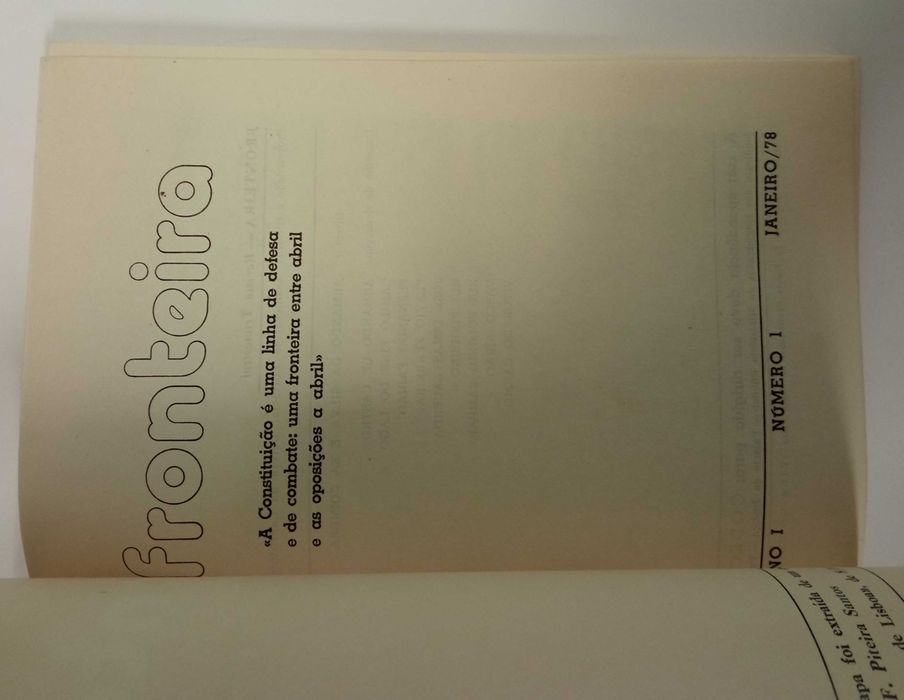 fronteira
«A Constituição é uma linha de defesa
e de combate: uma fronteira entre abril
e as oposições a abril»
NO I NÚMERO 1 JANEIRO/78
apa foi extraída de
F. Piteira Santos
de Lisboa»,